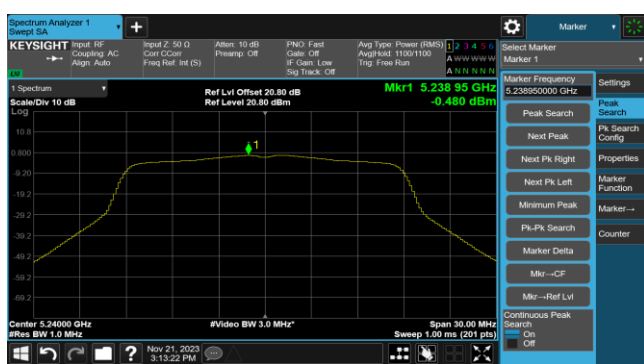 Spectrum Analyzer 1
Swept SA
Marker
KEYSIGHT
Input: RF
Coupling: AC
Align: Auto
Input Z: 50 Ω
Corr CCorr
Freq Ref: Int (S)
Atten: 10 dB
Preamp: Off
PNO: Fast
Gate: Off
IF Gain: Low
Sig Track: Off
Avg Type: Power (RMS)
Avg|Hold: 1100/1100
Trig: Free Run
1 2 3 4 5 6
A W W W W W
A N N N N N
Select Marker
Marker 1
1 Spectrum
Scale/Div 10 dB
Log
Ref Lvl Offset 20.80 dB
Ref Level 20.80 dBm
Mkr1 5.238 95 GHz
-0.480 dBm
10.8
0.800
-9.20
-19.2
-29.2
-39.2
-49.2
-59.2
-69.2
1
Center 5.24000 GHz
#Res BW 1.0 MHz
#Video BW 3.0 MHz*
Span 30.00 MHz
Sweep 1.00 ms (201 pts)
Marker Frequency
5.238950000 GHz
Peak Search
Next Peak
Next Pk Right
Next Pk Left
Minimum Peak
Pk-Pk Search
Marker Delta
Mkr→CF
Mkr→Ref Lvl
Continuous Peak
Search
On
Off
Settings
Peak
Search
Pk Search
Config
Properties
Marker
Function
Marker→
Counter
Nov 21, 2023
3:13:22 PM